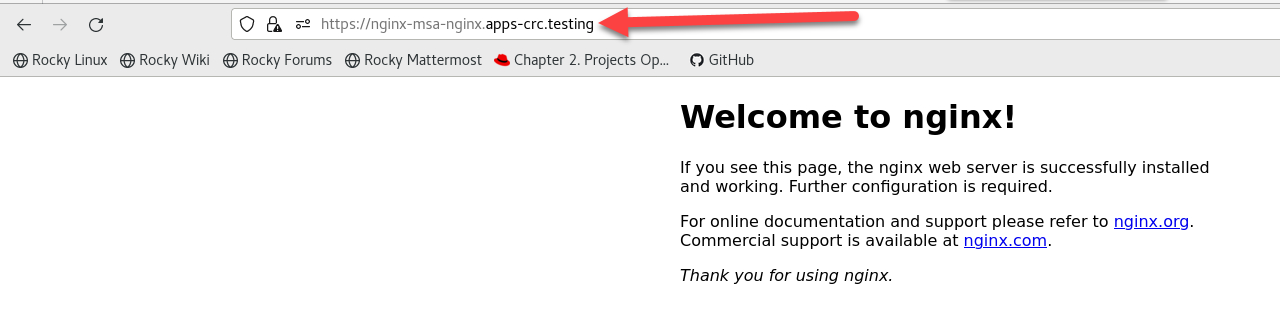 https://nginx-msa-nginx.apps-crc.testing
Rocky Linux Rocky Wiki Rocky Forums Rocky Mattermost Chapter 2. Projects Op... GitHub
Welcome to nginx!
If you see this page, the nginx web server is successfully installed
and working. Further configuration is required.
For online documentation and support please refer to nginx.org.
Commercial support is available at nginx.com.
Thank you for using nginx.